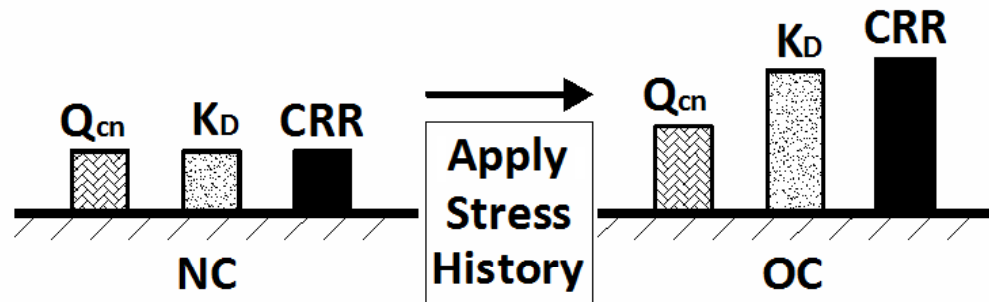 Qcn KD CRR
NC
Apply
Stress
History
Qcn KD CRR
OC